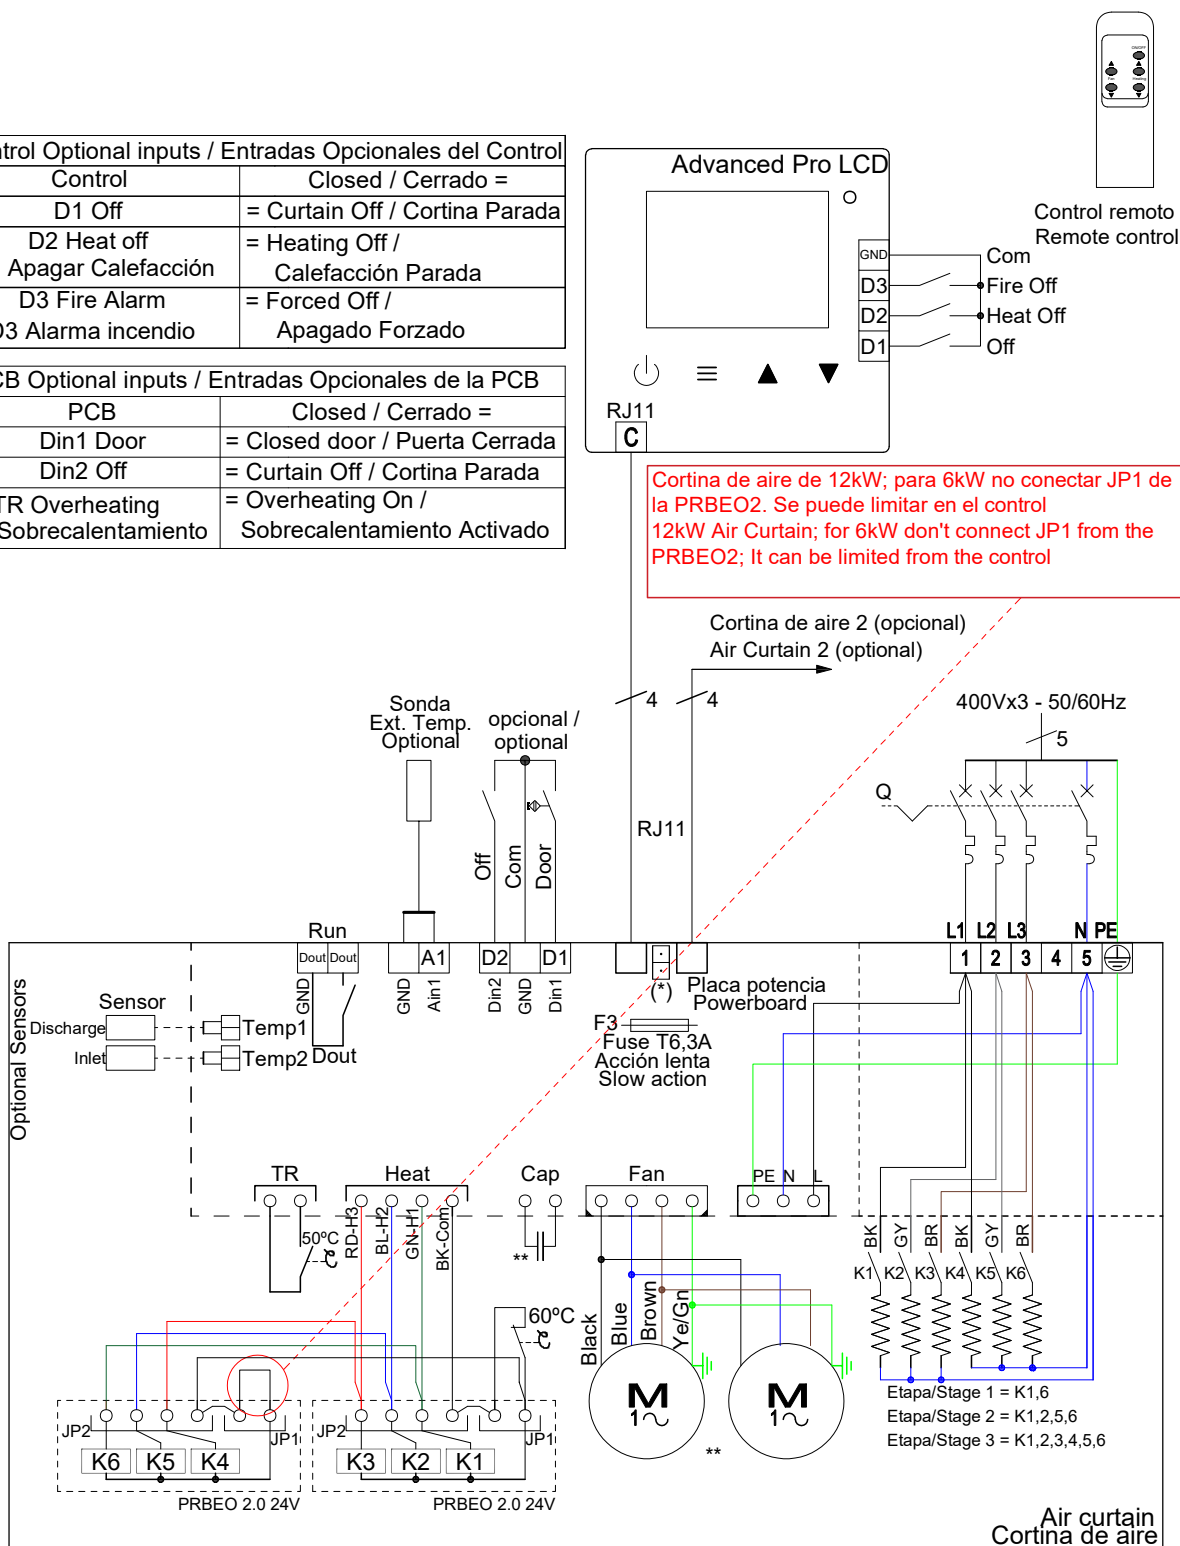 ON/OFF
Fan
Heating
Control remoto
Remote control
trol Optional inputs / Entradas Opcionales del Control
Control
Closed / Cerrado =
D1 Off
= Curtain Off / Cortina Parada
D2 Heat off
Apagar Calefacción
= Heating Off /
Calefacción Parada
D3 Fire Alarm
D3 Alarma incendio
= Forced Off /
Apagado Forzado
CB Optional inputs / Entradas Opcionales de la PCB
PCB
Closed / Cerrado =
Din1 Door
= Closed door / Puerta Cerrada
Din2 Off
= Curtain Off / Cortina Parada
TR Overheating
Sobrecalentamiento
= Overheating On /
Sobrecalentamiento Activado
Advanced Pro LCD
GND
D3
D2
D1
Com
Fire Off
Heat Off
Off
RJ11
C
Cortina de aire de 12kW; para 6kW no conectar JP1 de
la PRBEO2. Se puede limitar en el control
12kW Air Curtain; for 6kW don't connect JP1 from the
PRBEO2; It can be limited from the control
Cortina de aire 2 (opcional)
Air Curtain 2 (optional)
4
4
RJ11
Sonda
Ext. Temp.
Optional
opcional /
optional
Off
Com
Door
400Vx3 - 50/60Hz
5
Q
L1 L2 L3 N PE
1 2 3 4 5
Run
Dout Dout
GND
Dout
A1
GND
Ain1
D2
D1
Din2
GND
Din1
(*)
Placa potencia
Powerboard
F3
Fuse T6,3A
Acción lenta
Slow action
Optional Sensors
Sensor
Discharge
Inlet
Temp1
Temp2
TR
50ºC
Heat
RD-H3
BL-H2
GN-H1
BK-Com
Cap
**
Fan
Black
Blue
Brown
Ye/Gn
PE N L
60ºC
M
1
M
1
**
BK GY BR BK GY BR
K1 K2 K3 K4 K5 K6
Etapa/Stage 1 = K1,6
Etapa/Stage 2 = K1,2,5,6
Etapa/Stage 3 = K1,2,3,4,5,6
JP2
JP1
K6 K5 K4
PRBEO 2.0 24V
JP2
JP1
K3 K2 K1
PRBEO 2.0 24V
Air curtain
Cortina de aire